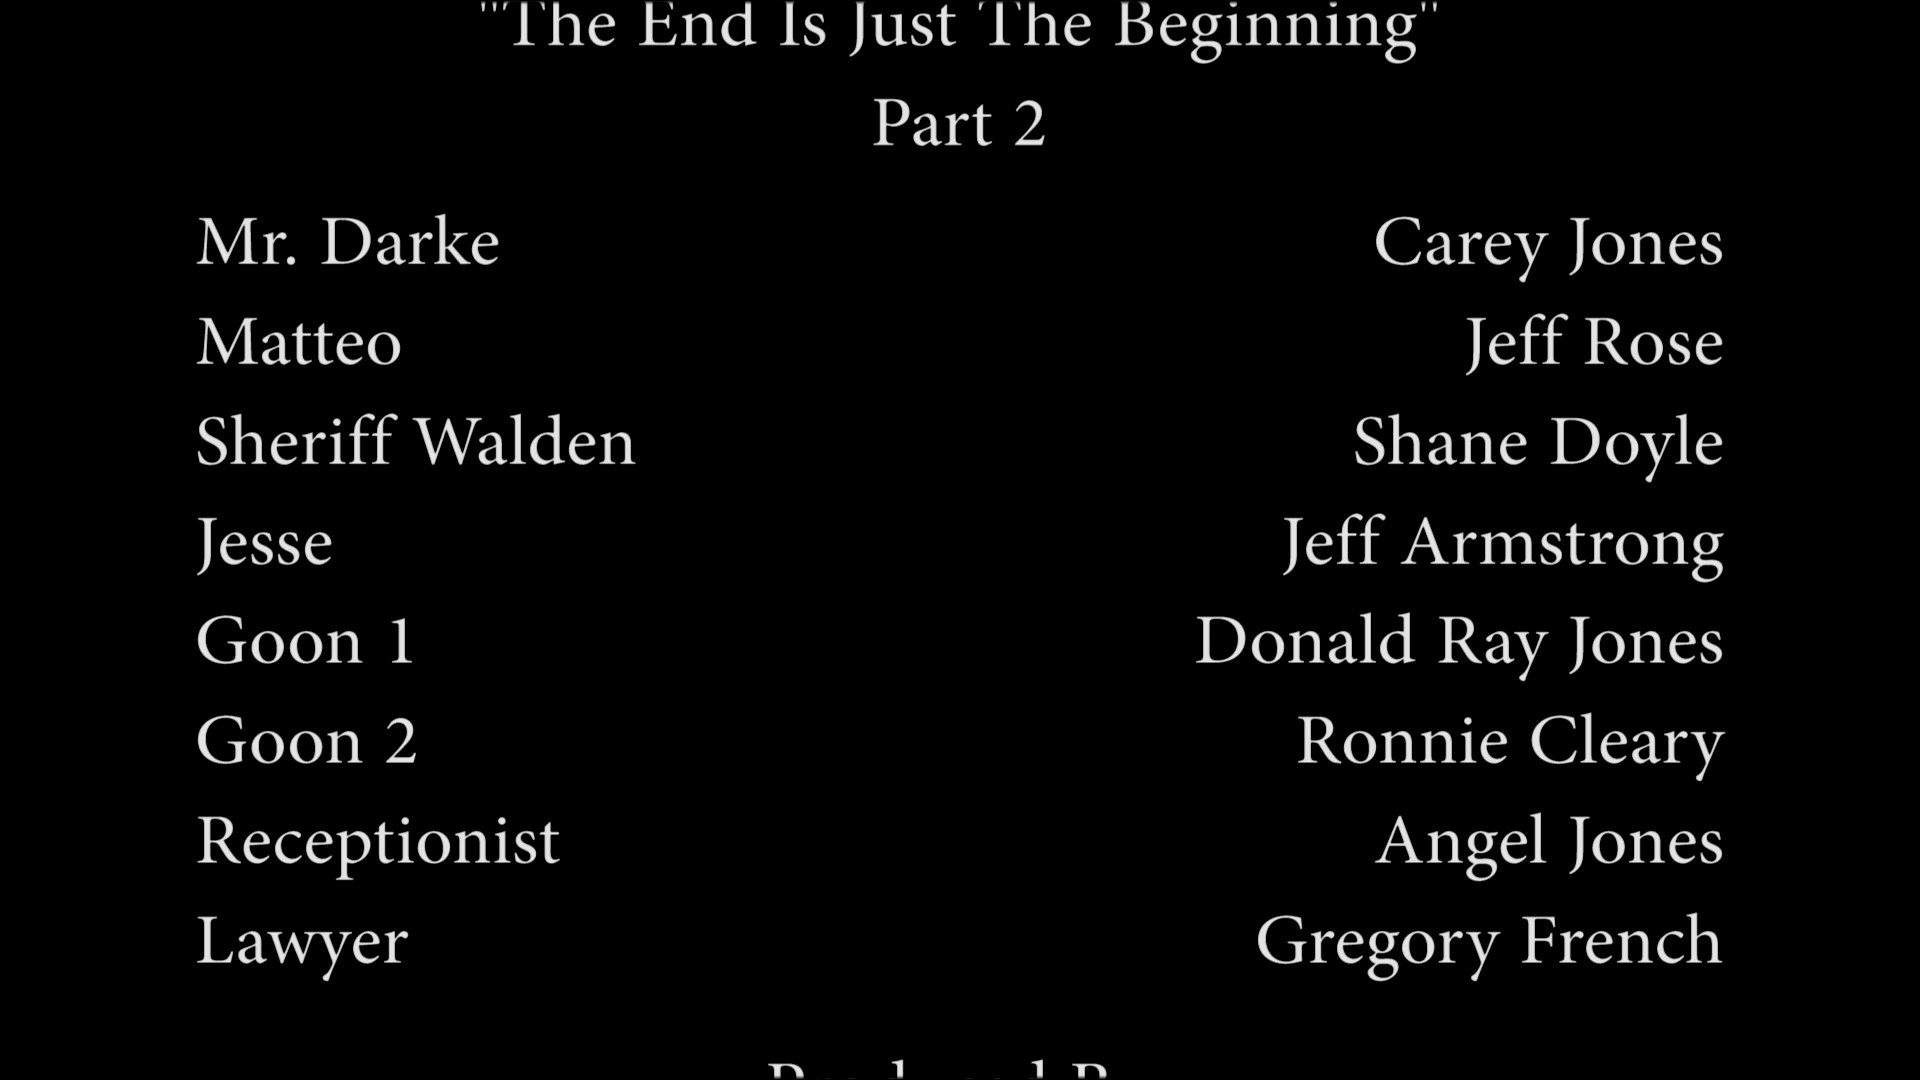 "The End Is Just The Beginning"
Part 2
Mr. Darke Carey Jones
Matteo Jeff Rose
Sheriff Walden Shane Doyle
Jesse Jeff Armstrong
Goon 1 Donald Ray Jones
Goon 2 Ronnie Cleary
Receptionist Angel Jones
Lawyer Gregory French